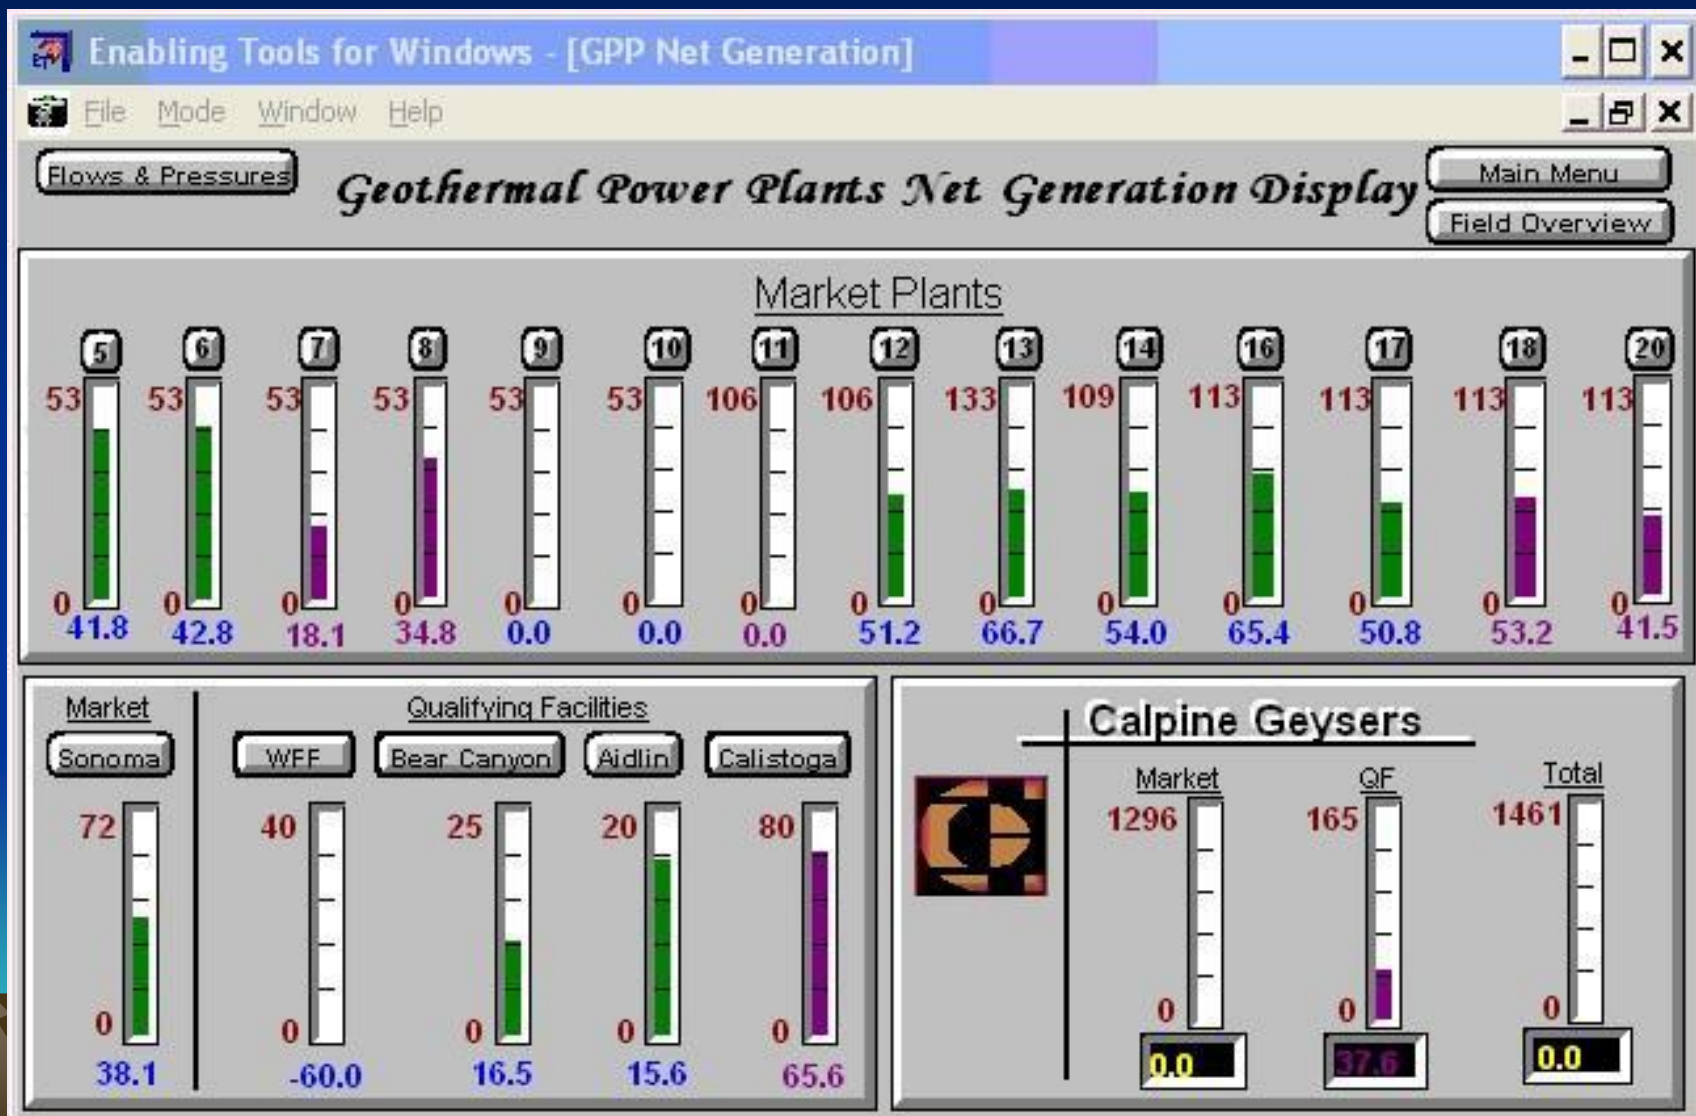 Enabling Tools for Windows - [GPP Net Generation]
File Mode Window Help
Flows & Pressures
Geothermal Power Plants Net Generation Display
Main Menu
Field Overview
Market Plants
5 6 7 8 9 10 11 12 13 14 16 17 18 20
53 53 53 53 53 53 106 106 133 109 113 113 113 113
0 0 0 0 0 0 0 0 0 0 0 0 0 0
41.8 42.8 18.1 34.8 0.0 0.0 0.0 51.2 66.7 54.0 65.4 50.8 53.2 41.5
Market
Sonoma
72
0
38.1
Qualifying Facilities
WFF Bear Canyon Aidlin Calistoga
40 25 20 80
0 0 0 0
-60.0 16.5 15.6 65.6
Calpine Geysers
Market QF Total
1296 165 1461
0 0 0
0.0 37.6 0.0